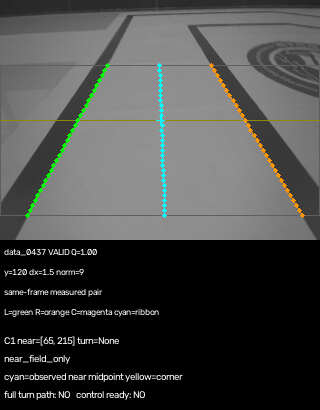 data_0437 VALID Q=1.00
y=120 dx=1.5 norm=9
same-frame measured pair
L=green R=orange C=magenta cyan=ribbon
C1 near=[65, 215] turn=None
near_field_only
cyan=observed near midpoint yellow=corner
full turn path: NO control ready: NO